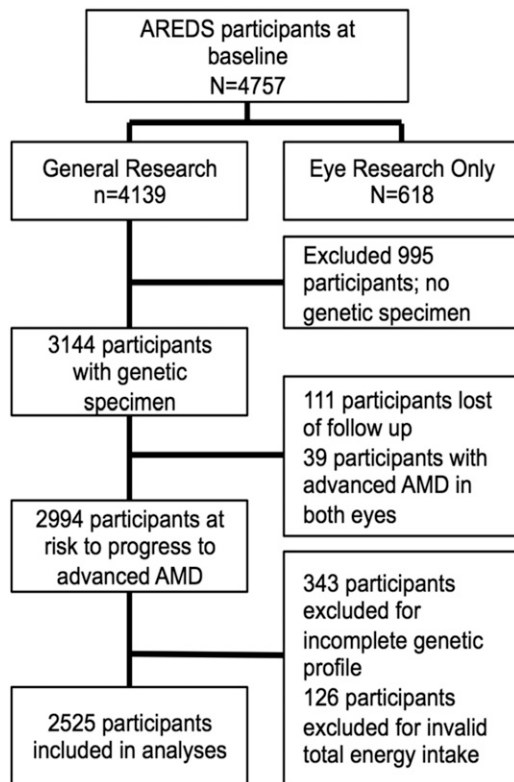 AREDS participants at
baseline
N=4757
General Research
n=4139
Eye Research Only
N=618
Excluded 995
participants; no
genetic specimen
3144 participants
with genetic
specimen
111 participants lost
of follow up
39 participants with
advanced AMD in
both eyes
2994 participants at
risk to progress to
advanced AMD
343 participants
excluded for
incomplete genetic
profile
126 participants
excluded for invalid
total energy intake
2525 participants
included in analyses